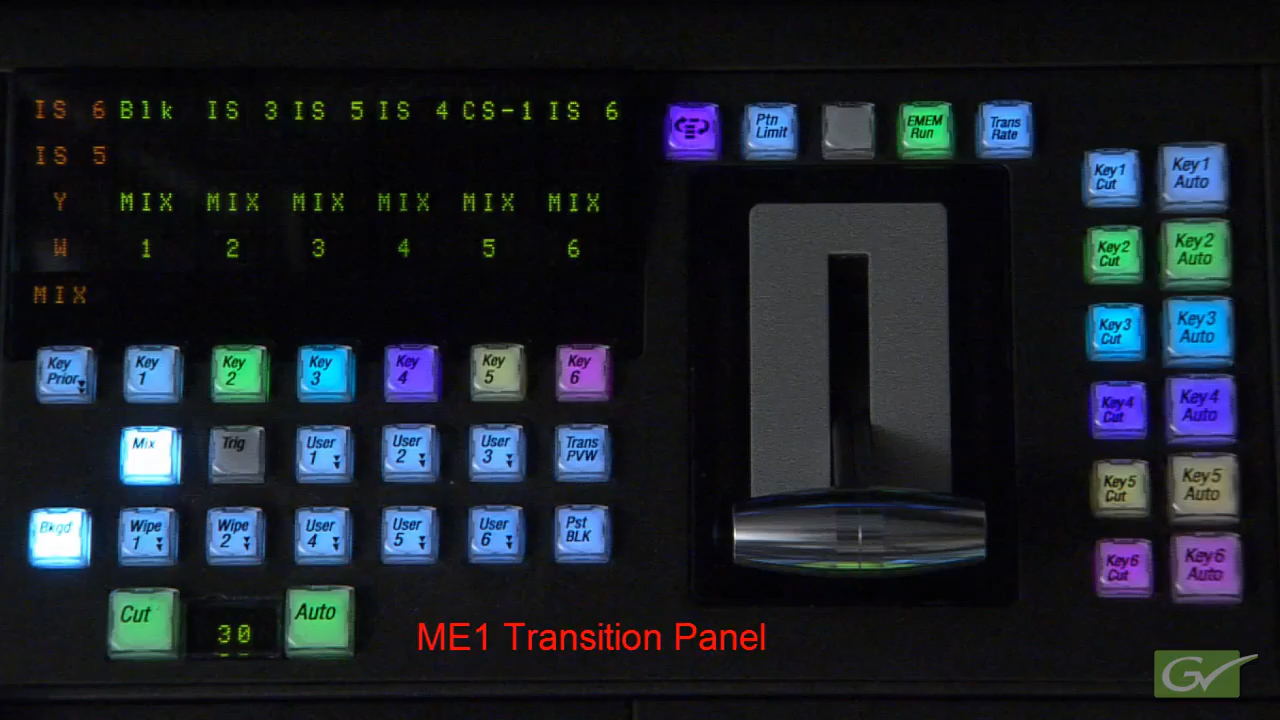 IS 6 Blk IS 3 IS 5 IS 4 CS-1 IS 6
IS 5
Y MIX MIX MIX MIX MIX MIX
W 1 2 3 4 5 6
MIX
Ptn Limit EMEM Run Trans Rate
Key1 Cut Key1 Auto
Key2 Cut Key2 Auto
Key3 Cut Key3 Auto
Key4 Cut Key4 Auto
Key5 Cut Key5 Auto
Key6 Cut Key6 Auto
Key Prior Key 1 Key 2 Key 3 Key 4 Key 5 Key 6
Mix Trig User 1 User 2 User 3 Trans PVW
Bkgd Wipe 1 Wipe 2 User 4 User 5 User 6 Pst BLK
Cut 30 Auto
ME1 Transition Panel
GV